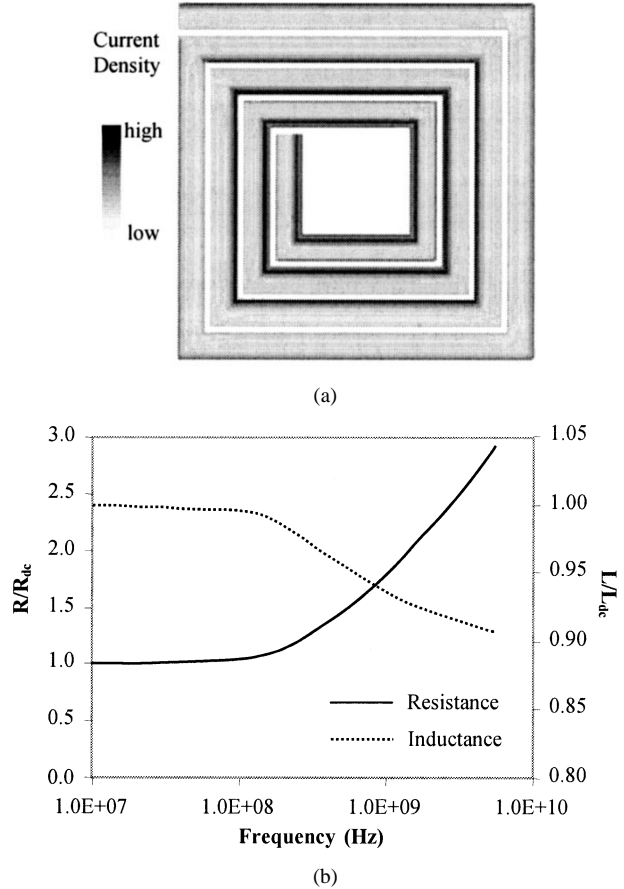 Current
Density
high
low
(a)
3.0
2.5
2.0
1.5
1.0
0.5
0.0
R/Rdc
1.05
1.00
0.95
0.90
0.85
0.80
L/Ldc
Resistance
Inductance
1.0E+07
1.0E+08
1.0E+09
1.0E+10
Frequency (Hz)
(b)